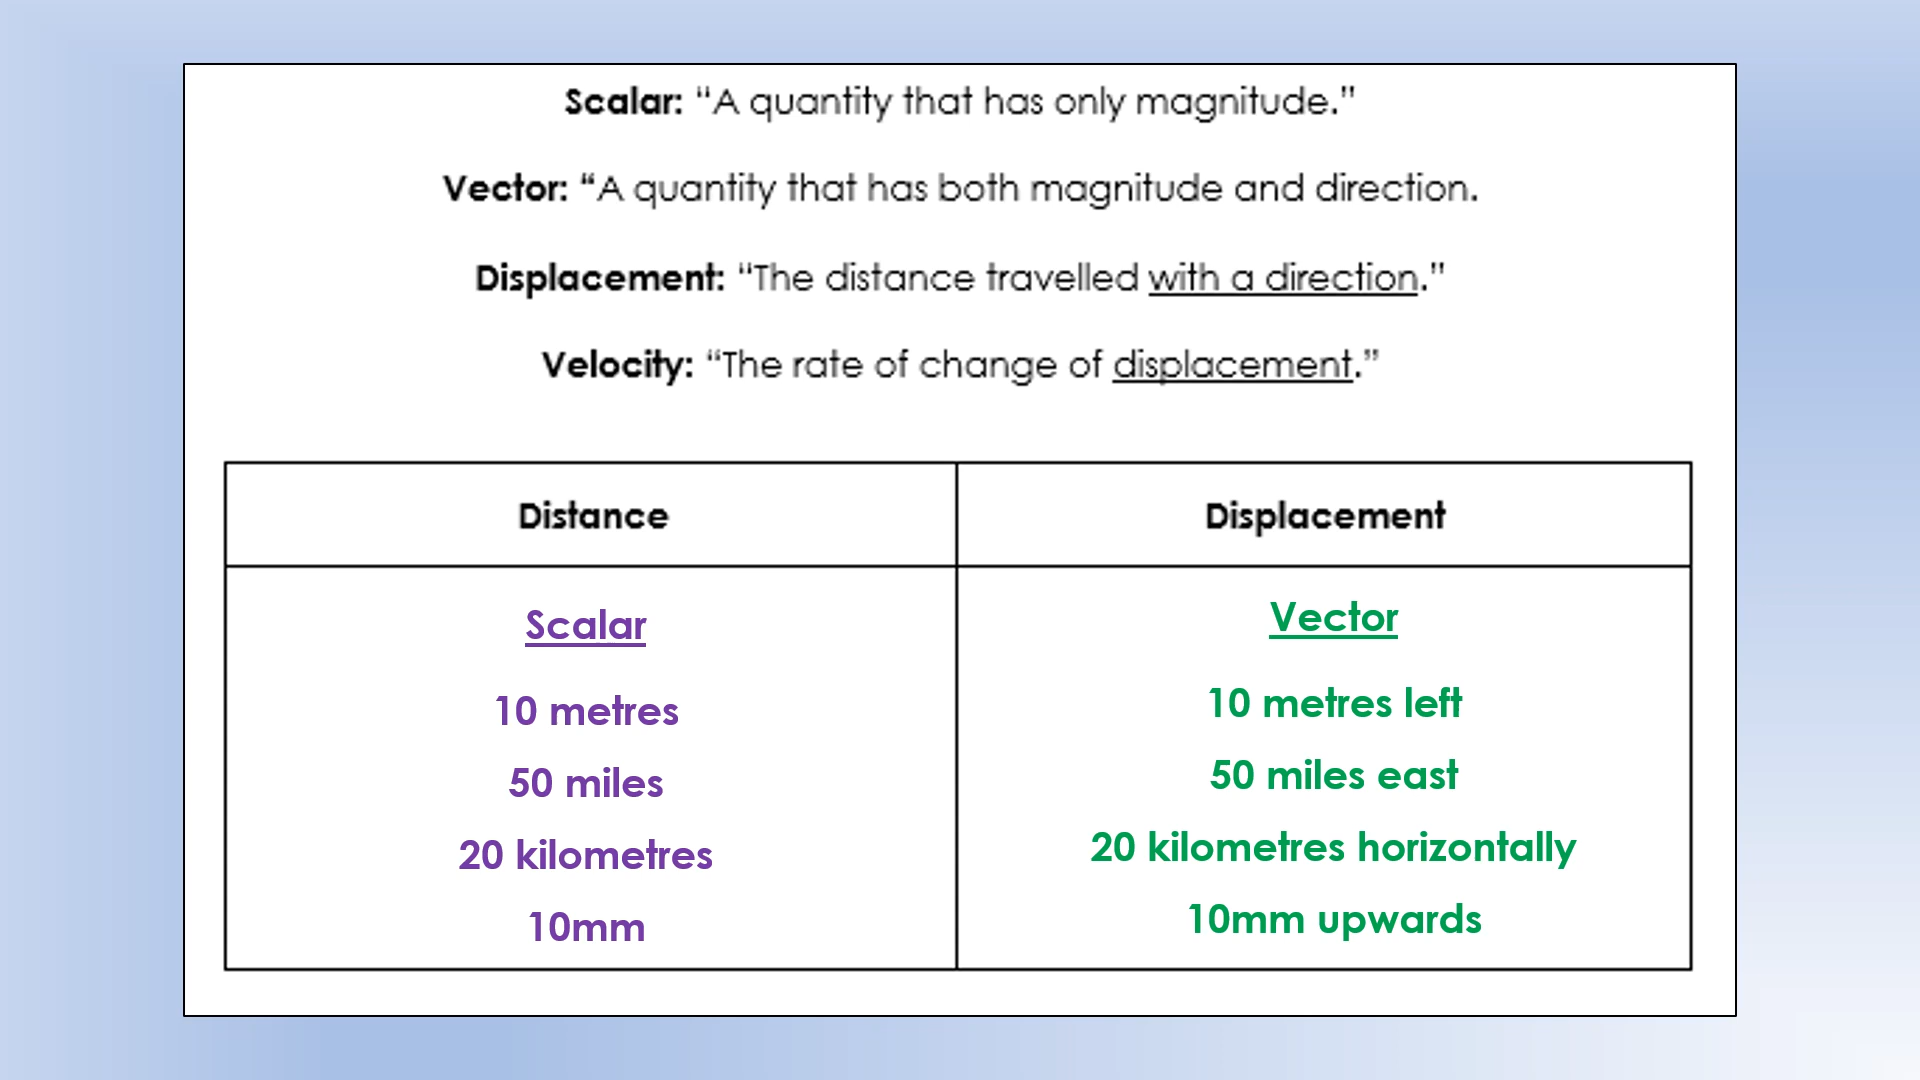 Scalar: “A quantity that has only magnitude.”
Vector: “A quantity that has both magnitude and direction.
Displacement: “The distance travelled with a direction.”
Velocity: “The rate of change of displacement.”
Distance
Displacement
Scalar
10 metres
50 miles
20 kilometres
10mm
Vector
10 metres left
50 miles east
20 kilometres horizontally
10mm upwards